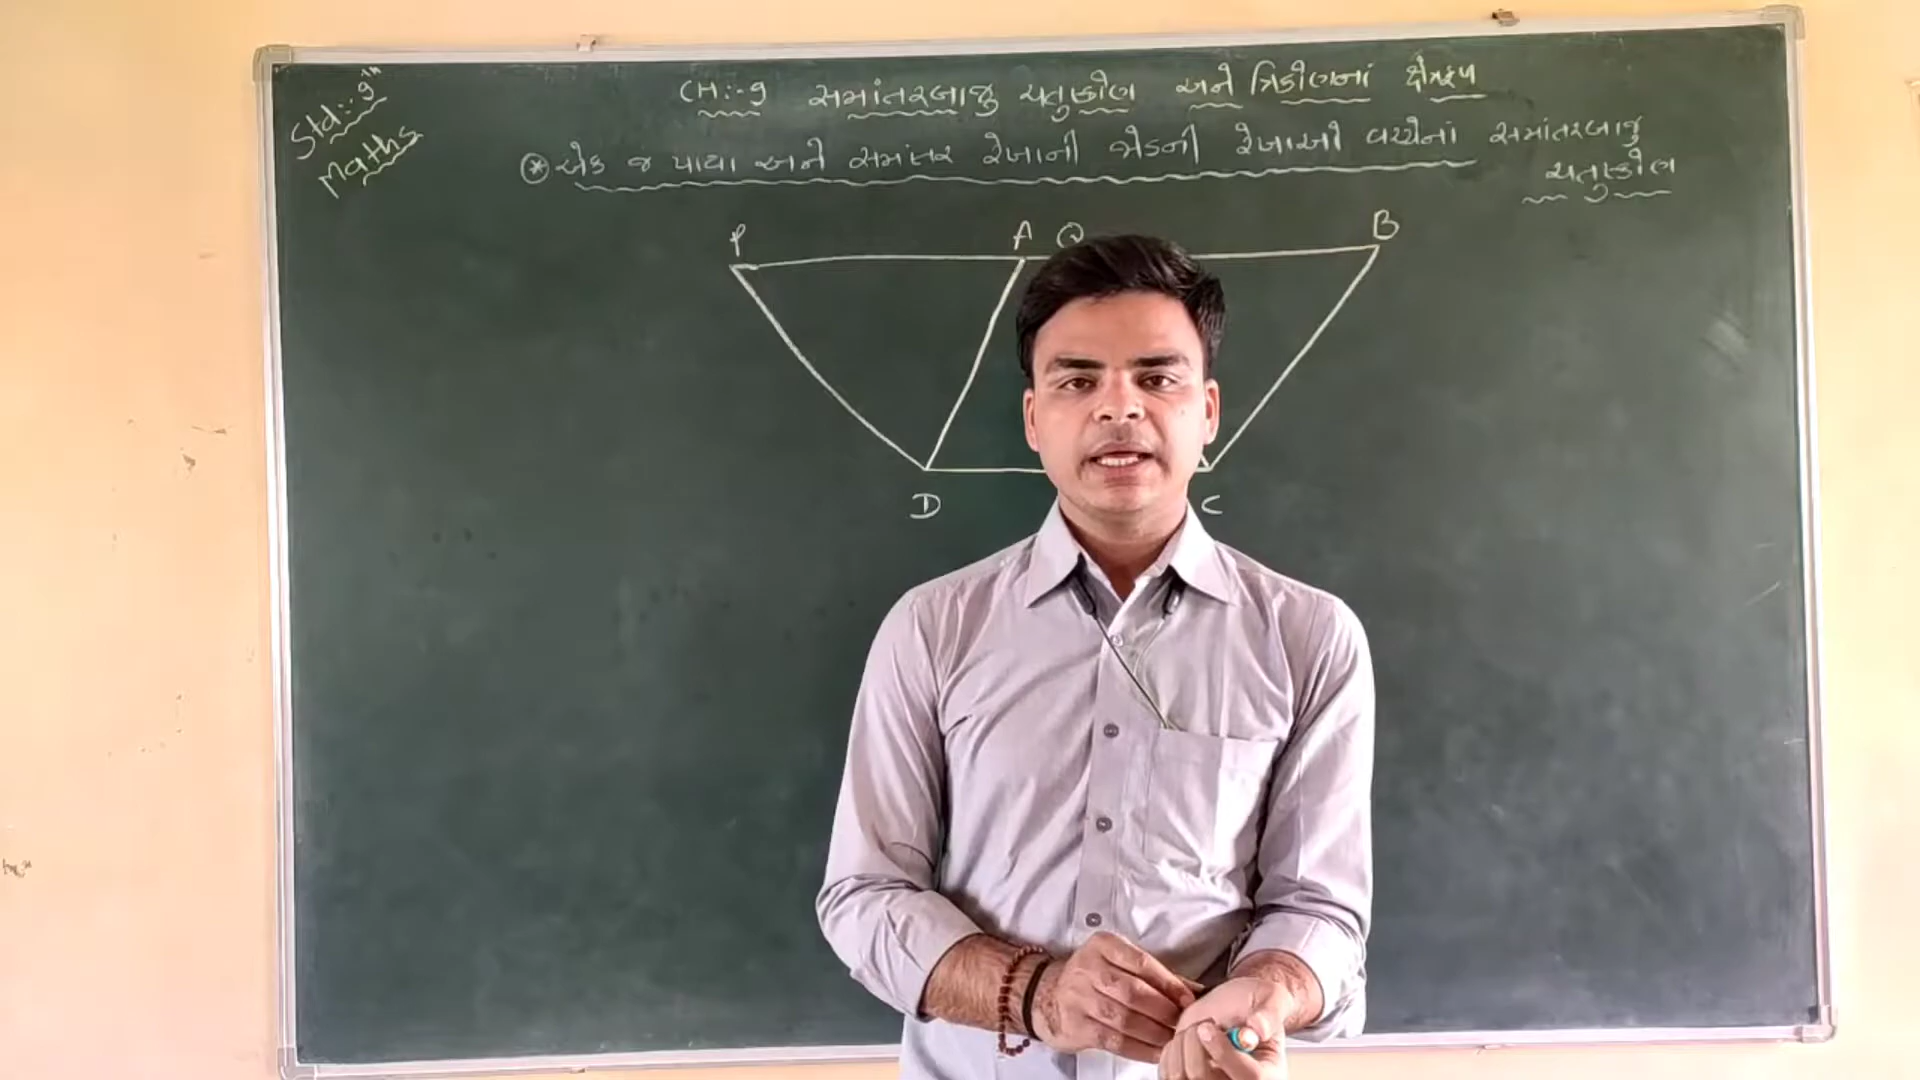 Std:- 9th
Maths
CH:-9 સમાંતરબાજુ ચતુષ્કોણ અને ત્રિકોણનાં ક્ષેત્રફળ
* એક જ પાયા અને સમાંતર રેખાની જોડની રેખાઓ વચ્ચેનાં સમાંતરબાજુ
ચતુષ્કોણ
P A Q B
D C